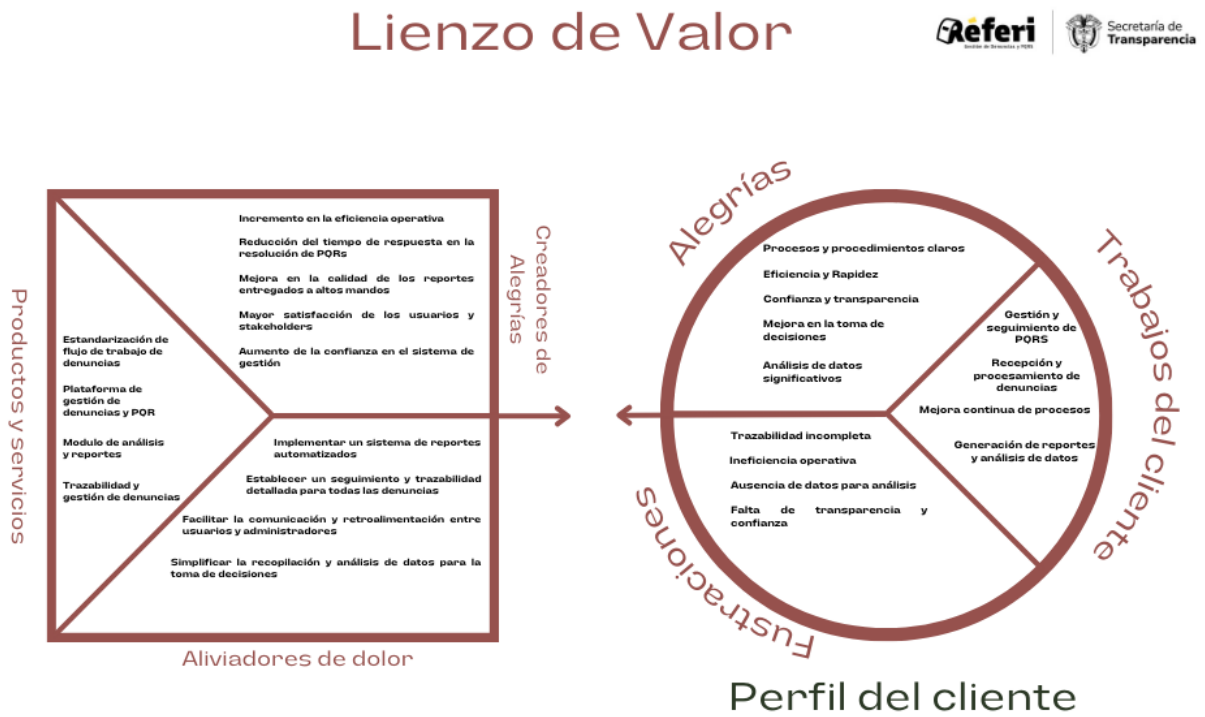 Lienzo de Valor
Réferi
Gestión de Denuncias y PQRS
Secretaría de
Transparencia
Productos y servicios
Estandarización de
flujo de trabajo de
denuncias
Plataforma de
gestión de
denuncias y PQR
Modulo de análisis
y reportes
Trazabilidad y
gestión de denuncias
Incremento en la eficiencia operativa
Reducción del tiempo de respuesta en la
resolución de PQRs
Mejora en la calidad de los reportes
entregados a altos mandos
Mayor satisfacción de los usuarios y
stakeholders
Aumento de la confianza en el sistema de
gestión
Creadores de
Alegrías
Implementar un sistema de reportes
automatizados
Establecer un seguimiento y trazabilidad
detallada para todas las denuncias
Facilitar la comunicación y retroalimentación entre
usuarios y administradores
Simplificar la recopilación y análisis de datos para la
toma de decisiones
Aliviadores de dolor
Alegrías
Procesos y procedimientos claros
Eficiencia y Rapidez
Confianza y transparencia
Mejora en la toma de
decisiones
Análisis de datos
significativos
Trabajos del cliente
Gestión y
seguimiento de
PQRS
Recepción y
procesamiento de
denuncias
Mejora continua de procesos
Generación de reportes
y análisis de datos
Fustraciones
Trazabilidad incompleta
Ineficiencia operativa
Ausencia de datos para análisis
Falta de transparencia y
confianza
Perfil del cliente